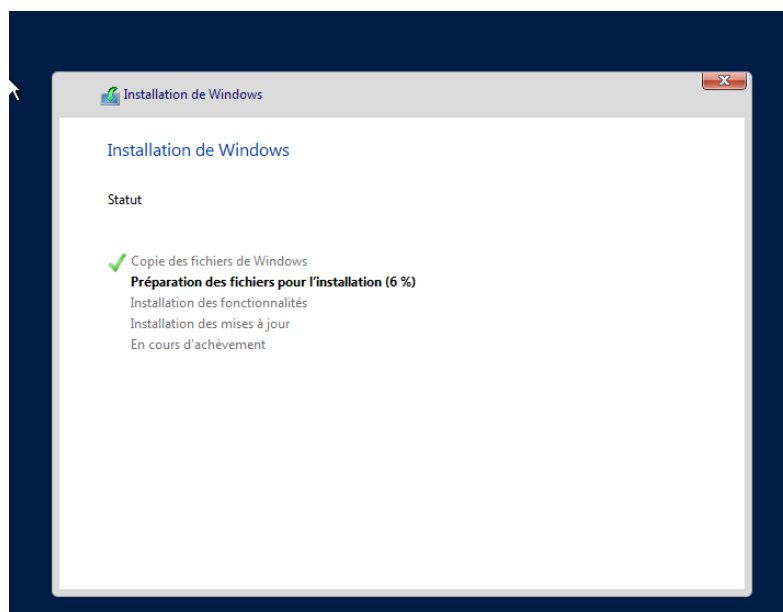 Installation de Windows
Installation de Windows
Statut
Copie des fichiers de Windows
Préparation des fichiers pour l'installation (6 %)
Installation des fonctionnalités
Installation des mises à jour
En cours d'achèvement